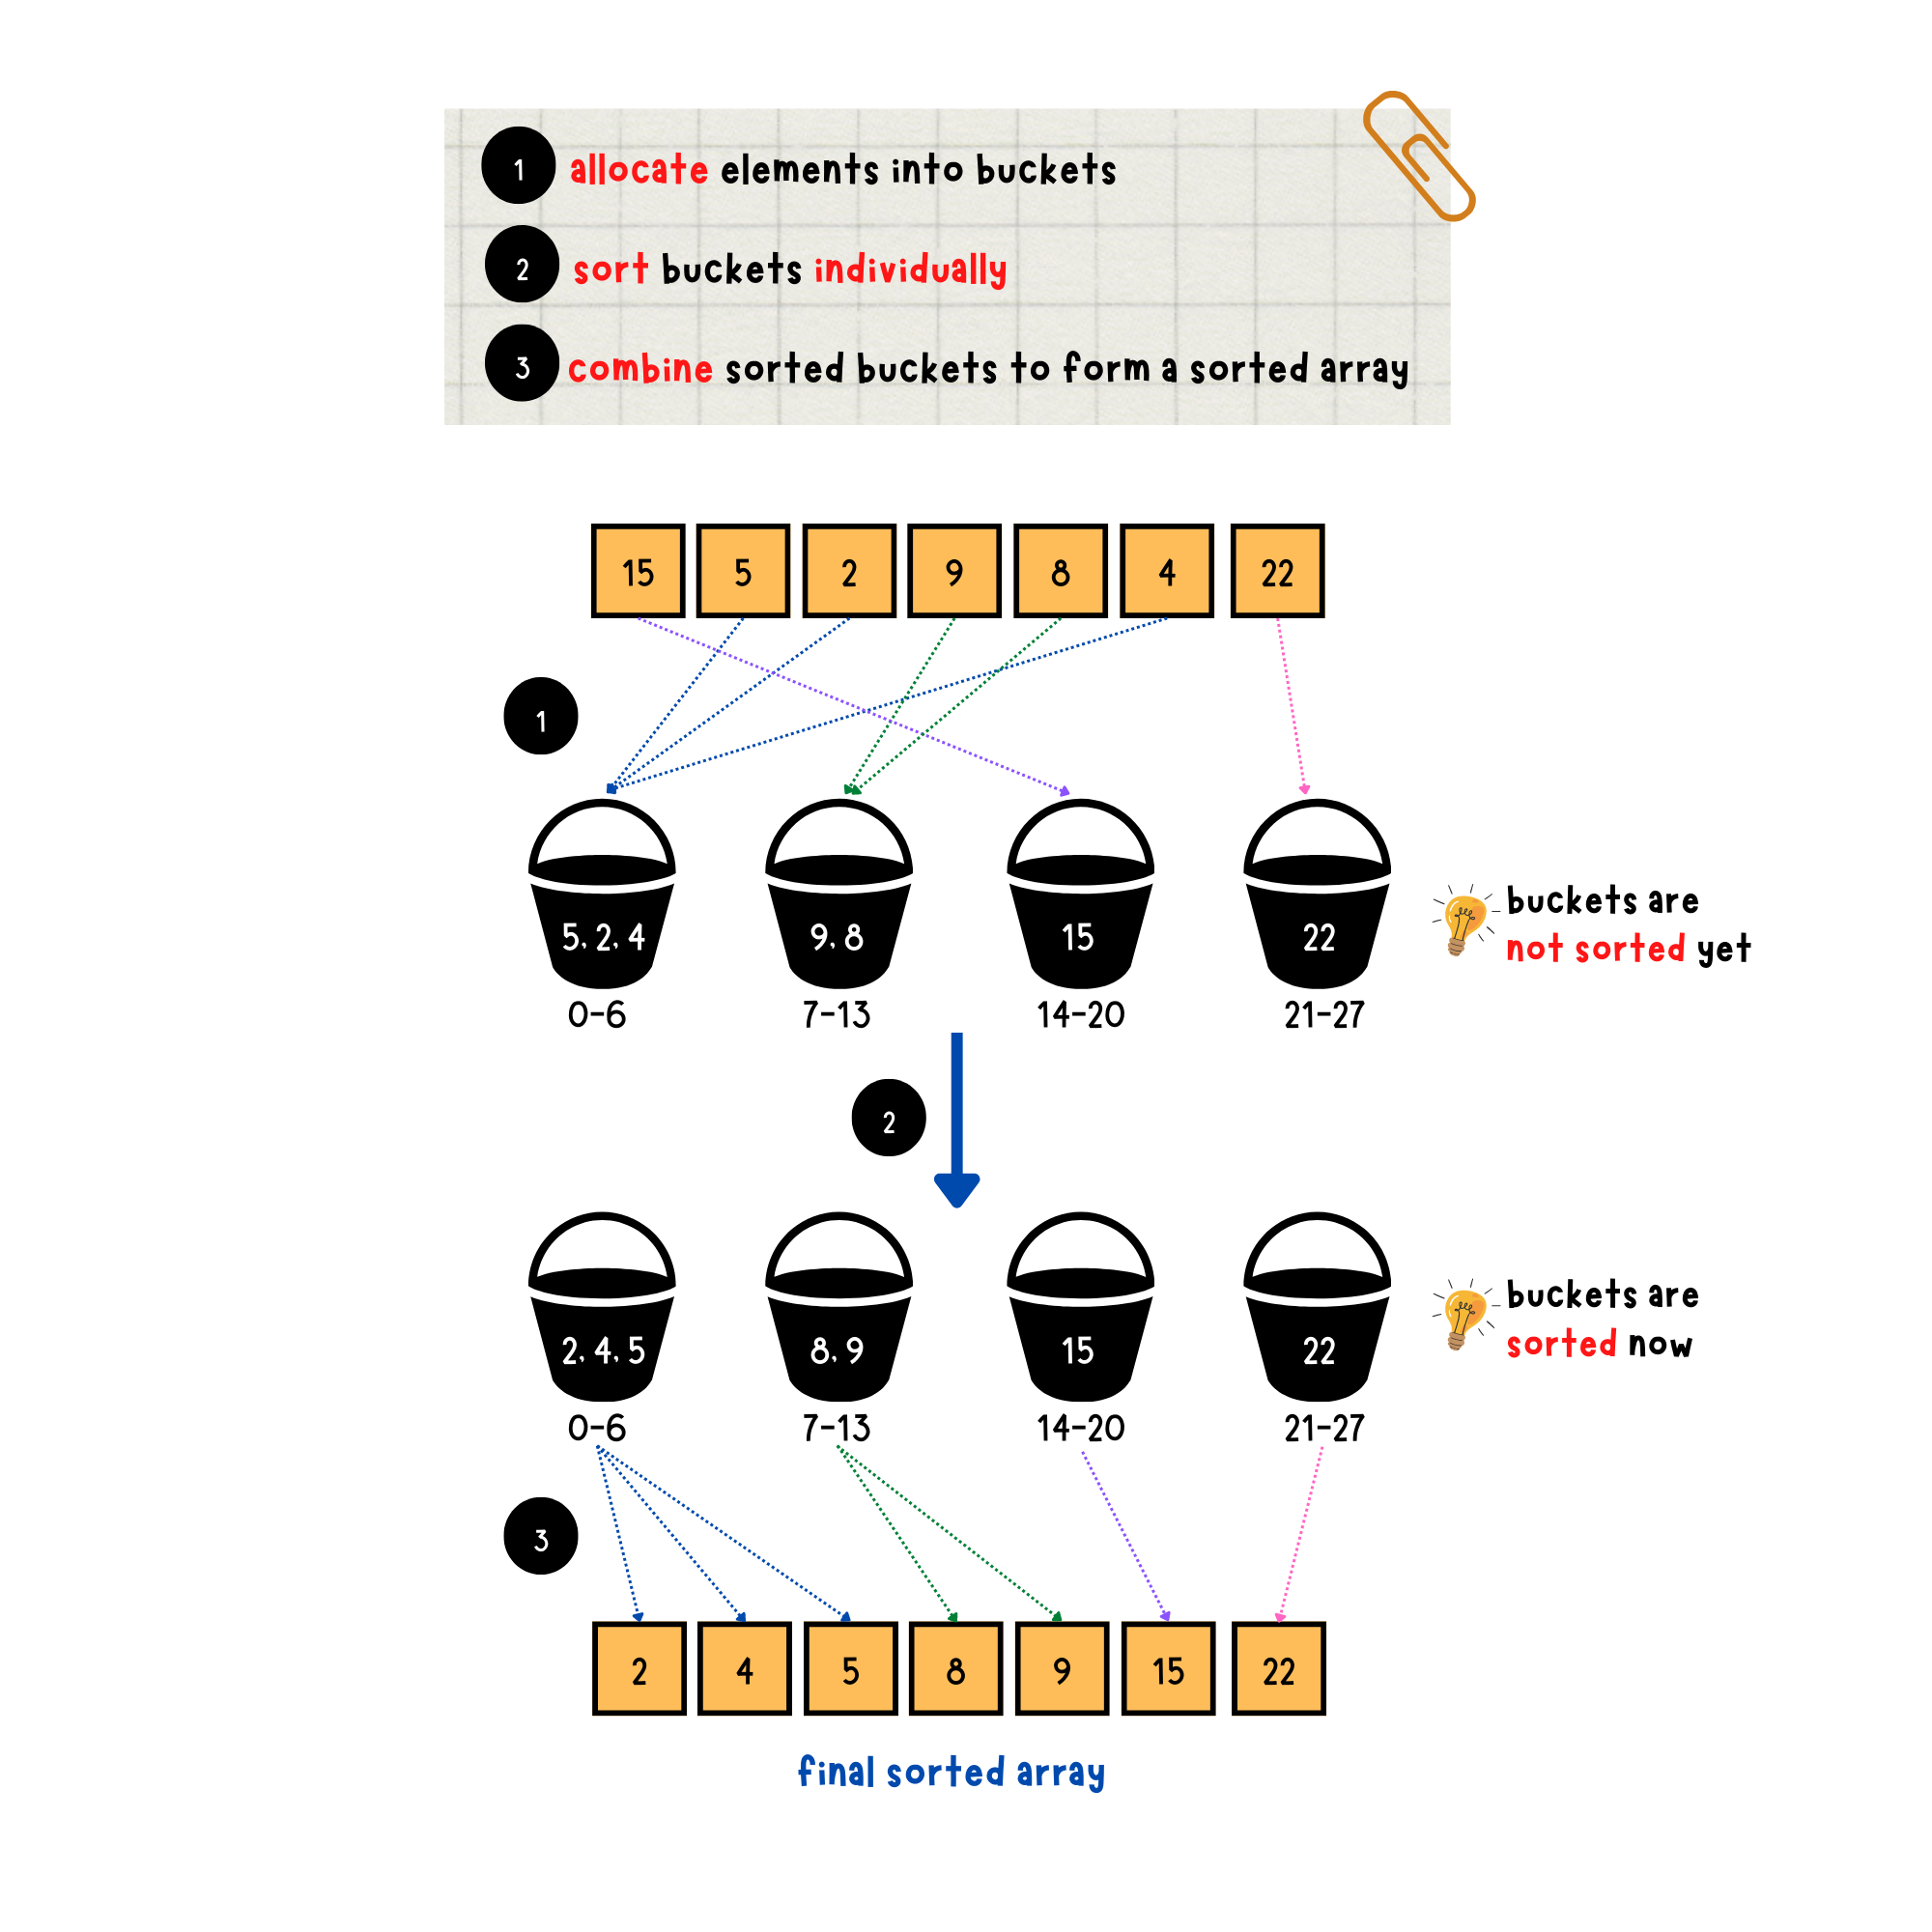 1 allocate elements into buckets
2 sort buckets individually
3 combine sorted buckets to form a sorted array
15 5 2 9 8 4 22
1
5, 2, 4 9, 8 15 22
0-6 7-13 14-20 21-27
buckets are
not sorted yet
2
2, 4, 5 8, 9 15 22
0-6 7-13 14-20 21-27
buckets are
sorted now
3
2 4 5 8 9 15 22
final sorted array